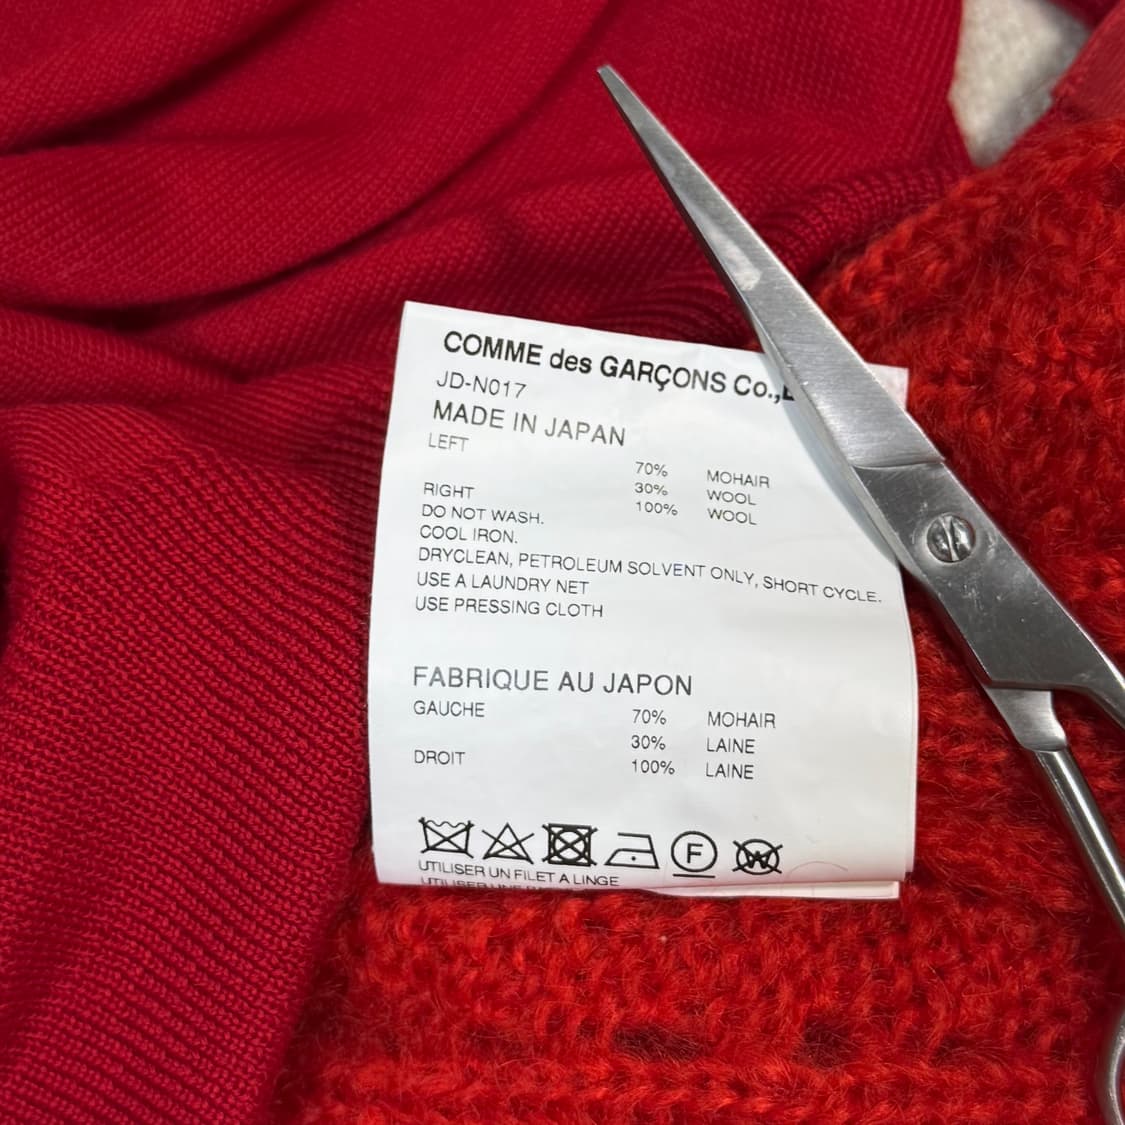 COMME des GARÇONS Co.,
JD-N017
MADE IN JAPAN
LEFT
70% MOHAIR
30% WOOL
RIGHT 100% WOOL
DO NOT WASH.
COOL IRON.
DRYCLEAN, PETROLEUM SOLVENT ONLY, SHORT CYCLE.
USE A LAUNDRY NET
USE PRESSING CLOTH
FABRIQUE AU JAPON
GAUCHE 70% MOHAIR
30% LAINE
DROIT 100% LAINE
F W
UTILISER UN FILET A LINGE
UTILISER UNE